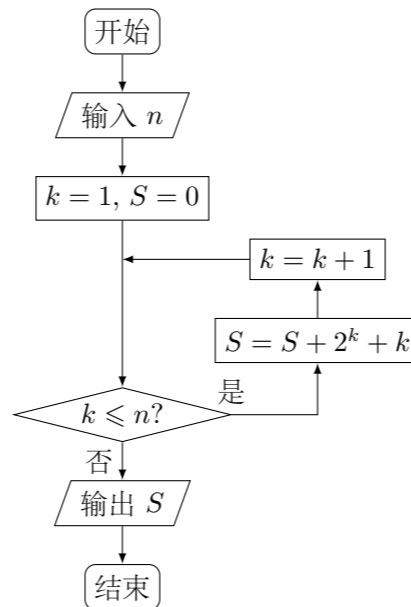 开始
输入 n
k = 1, S = 0
k = k + 1
S = S + 2^k + k
k ⩽ n?
是
否
输出 S
结束